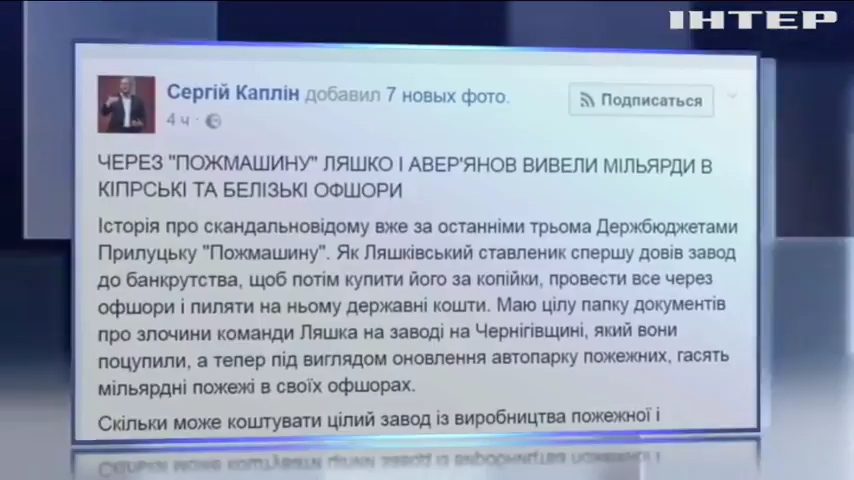 ІНТЕР
Сергій Каплін добавил 7 новых фото.
Подписаться
4 ч ·
ЧЕРЕЗ "ПОЖМАШИНУ" ЛЯШКО І АВЕР'ЯНОВ ВИВЕЛИ МІЛЬЯРДИ В
КІПРСЬКІ ТА БЕЛІЗЬКІ ОФШОРИ
Історія про скандальновідому вже за останніми трьома Держбюджетами
Прилуцьку "Пожмашину". Як Ляшківський ставленик спершу довів завод
до банкрутства, щоб потім купити його за копійки, провести все через
офшори і пиляти на ньому державні кошти. Маю цілу папку документів
про злочини команди Ляшка на заводі на Чернігівщині, який вони
поцупили, а тепер під виглядом оновлення автопарку пожежних, гасять
мільярдні пожежі в своїх офшорах.
Скільки може коштувати цілий завод із виробництва пожежної і